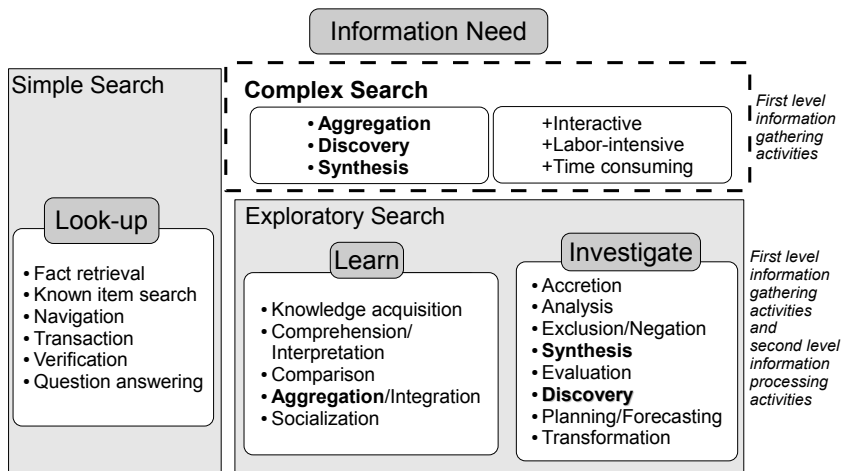 Information Need
Simple Search
Complex Search
• Aggregation
• Discovery
• Synthesis
+Interactive
+Labor-intensive
+Time consuming
First level
information
gathering
activities
Look-up
• Fact retrieval
• Known item search
• Navigation
• Transaction
• Verification
• Question answering
Exploratory Search
Learn
• Knowledge acquisition
• Comprehension/
Interpretation
• Comparison
• Aggregation/Integration
• Socialization
Investigate
• Accretion
• Analysis
• Exclusion/Negation
• Synthesis
• Evaluation
• Discovery
• Planning/Forecasting
• Transformation
First level
information
gathering
activities
and
second level
information
processing
activities